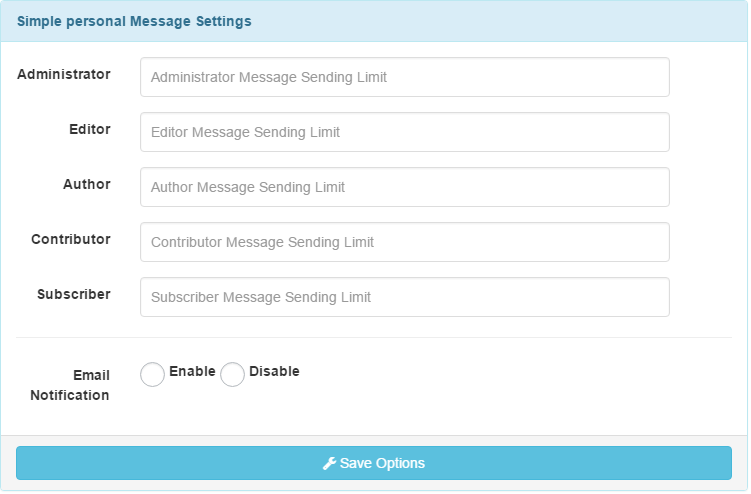 Simple personal Message Settings
Administrator
Administrator Message Sending Limit
Editor
Editor Message Sending Limit
Author
Author Message Sending Limit
Contributor
Contributor Message Sending Limit
Subscriber
Subscriber Message Sending Limit
Email
Notification
Enable
Disable
Save Options